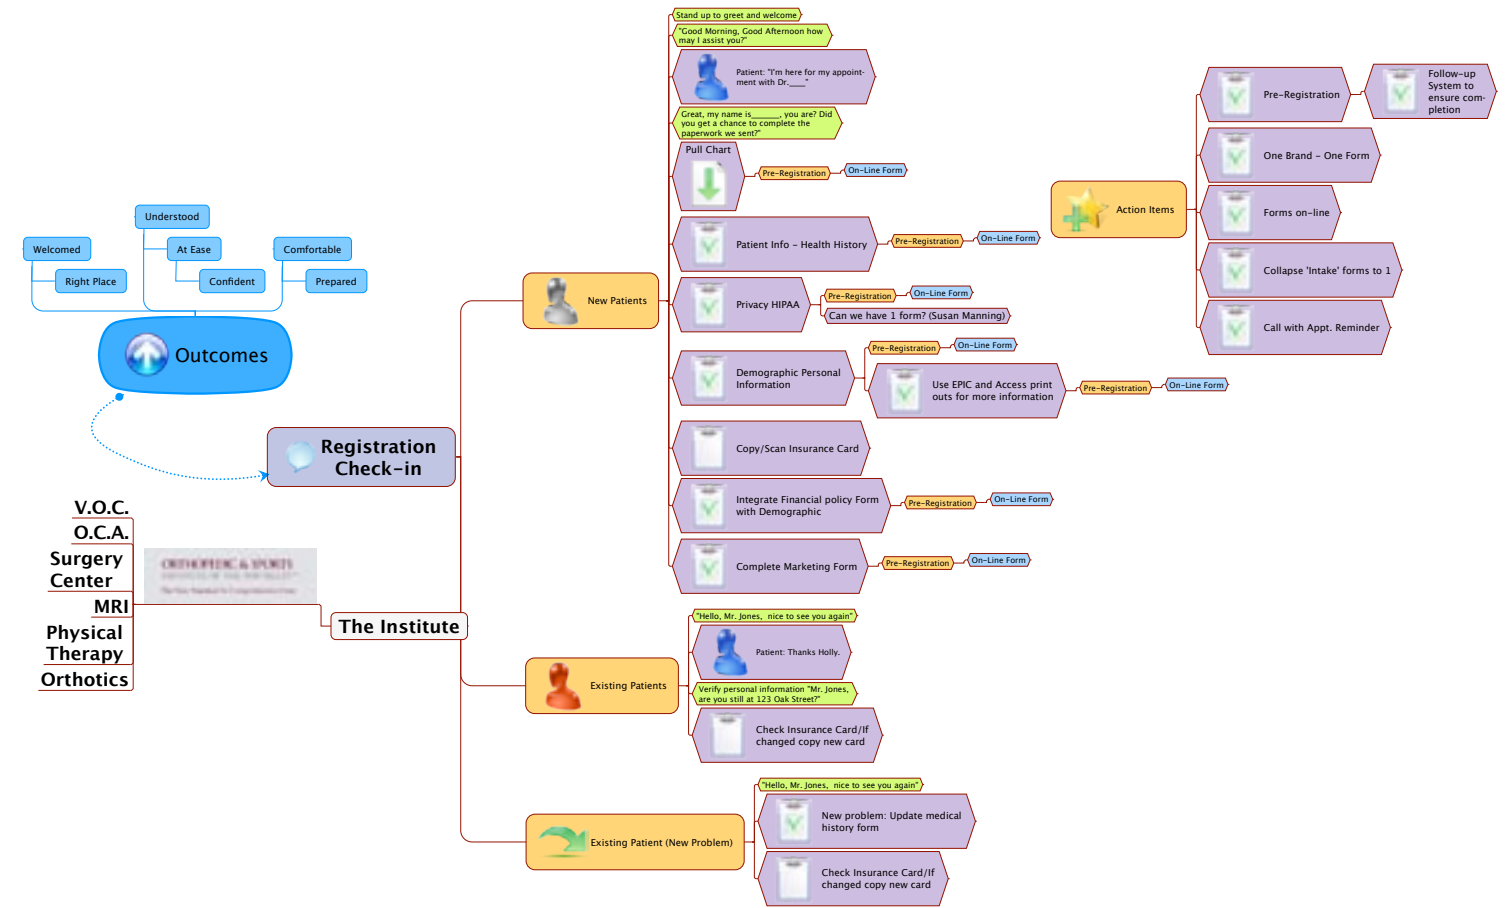 Understood
Welcomed
At Ease
Comfortable
Right Place
Confident
Prepared
Outcomes
Registration
Check-in
V.O.C.
O.C.A.
Surgery
Center
MRI
Physical
Therapy
Orthotics
ORTHOPEDIC & SPORTS
The Institute
New Patients
Stand up to greet and welcome
"Good Morning, Good Afternoon how
may I assist you?"
Patient: "I'm here for my appoint-
ment with Dr.____"
Great, my name is______, you are? Did
you get a chance to complete the
paperwork we sent?"
Pull Chart
Pre-Registration
On-Line Form
Patient Info - Health History
Pre-Registration
On-Line Form
Privacy HIPAA
Pre-Registration
On-Line Form
Can we have 1 form? (Susan Manning)
Demographic Personal
Information
Pre-Registration
On-Line Form
Use EPIC and Access print
outs for more information
Pre-Registration
On-Line Form
Copy/Scan Insurance Card
Integrate Financial policy Form
with Demographic
Pre-Registration
On-Line Form
Complete Marketing Form
Pre-Registration
On-Line Form
Existing Patients
"Hello, Mr. Jones,  nice to see you again"
Patient: Thanks Holly.
Verify personal information "Mr. Jones,
are you still at 123 Oak Street?"
Check Insurance Card/If
changed copy new card
Existing Patient (New Problem)
"Hello, Mr. Jones,  nice to see you again"
New problem: Update medical
history form
Check Insurance Card/If
changed copy new card
Action Items
Pre-Registration
Follow-up
System to
ensure com-
pletion
One Brand - One Form
Forms on-line
Collapse 'Intake' forms to 1
Call with Appt. Reminder